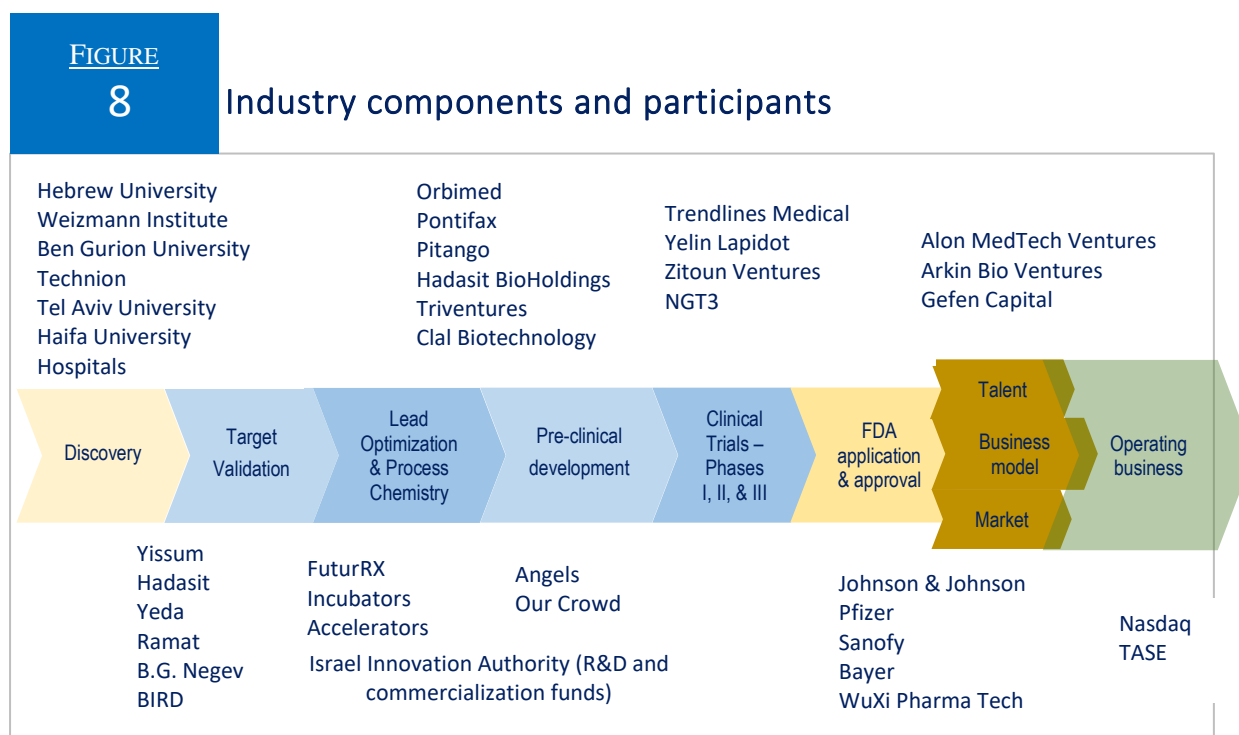 FIGURE
8
Industry components and participants
Hebrew University
Weizmann Institute
Ben Gurion University
Technion
Tel Aviv University
Haifa University
Hospitals
Orbimed
Pontifax
Pitango
Hadasit BioHoldings
Triventures
Clal Biotechnology
Trendlines Medical
Yelin Lapidot
Zitoun Ventures
NGT3
Alon MedTech Ventures
Arkin Bio Ventures
Gefen Capital
Discovery
Target
Validation
Lead
Optimization
& Process
Chemistry
Pre-clinical
development
Clinical
Trials –
Phases
I, II, & III
FDA
application
& approval
Talent
Business
model
Market
Operating
business
Yissum
Hadasit
Yeda
Ramat
B.G. Negev
BIRD
FuturRX
Incubators
Accelerators
Angels
Our Crowd
Israel Innovation Authority (R&D and
commercialization funds)
Johnson & Johnson
Pfizer
Sanofy
Bayer
WuXi Pharma Tech
Nasdaq
TASE